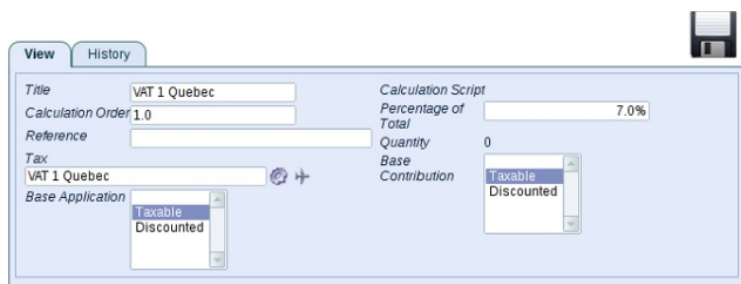 View History
Title VAT 1 Quebec
Calculation Order 1.0
Reference
Tax
VAT 1 Quebec
Base Application
Taxable
Discounted
Calculation Script
Percentage of Total 7.0%
Quantity 0
Base Contribution
Taxable
Discounted